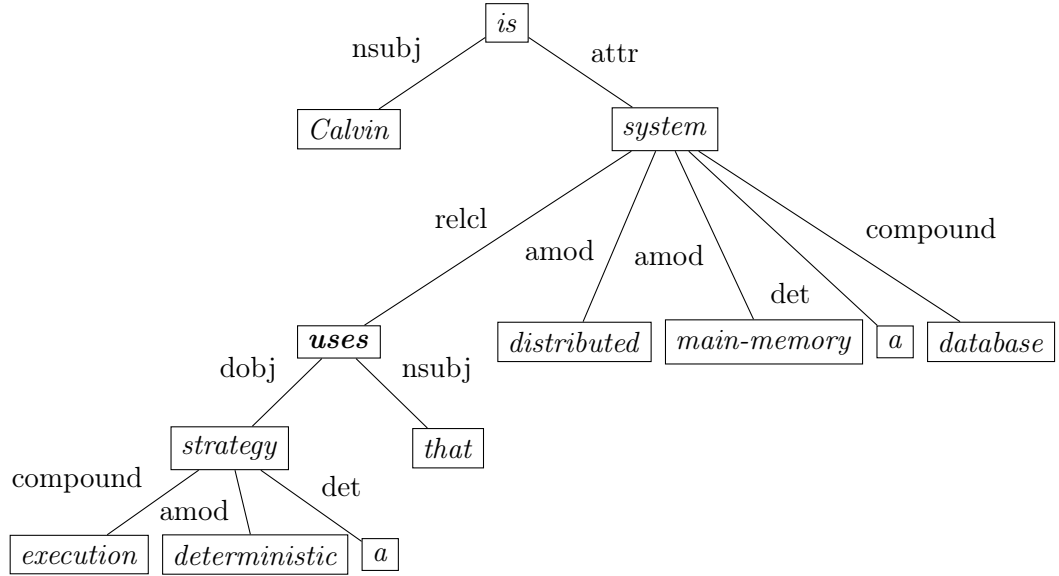 is
nsubj attr
Calvin system
relcl amod amod det compound
uses distributed main-memory a database
dobj nsubj
strategy that
compound amod det
execution deterministic a